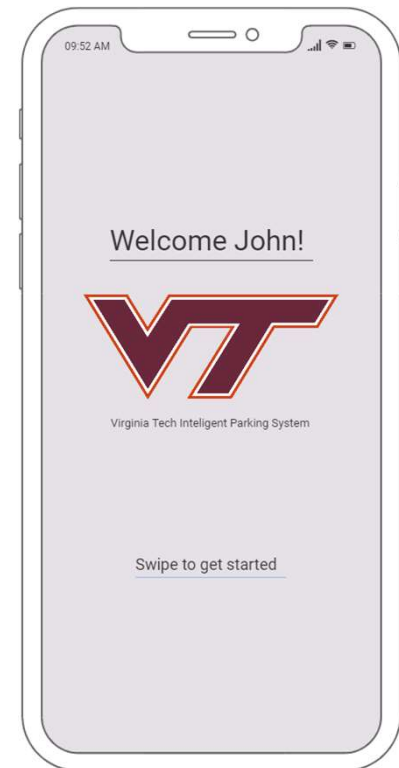 09:52 AM
Welcome John!
VT
Virginia Tech Inteligent Parking System
Swipe to get started